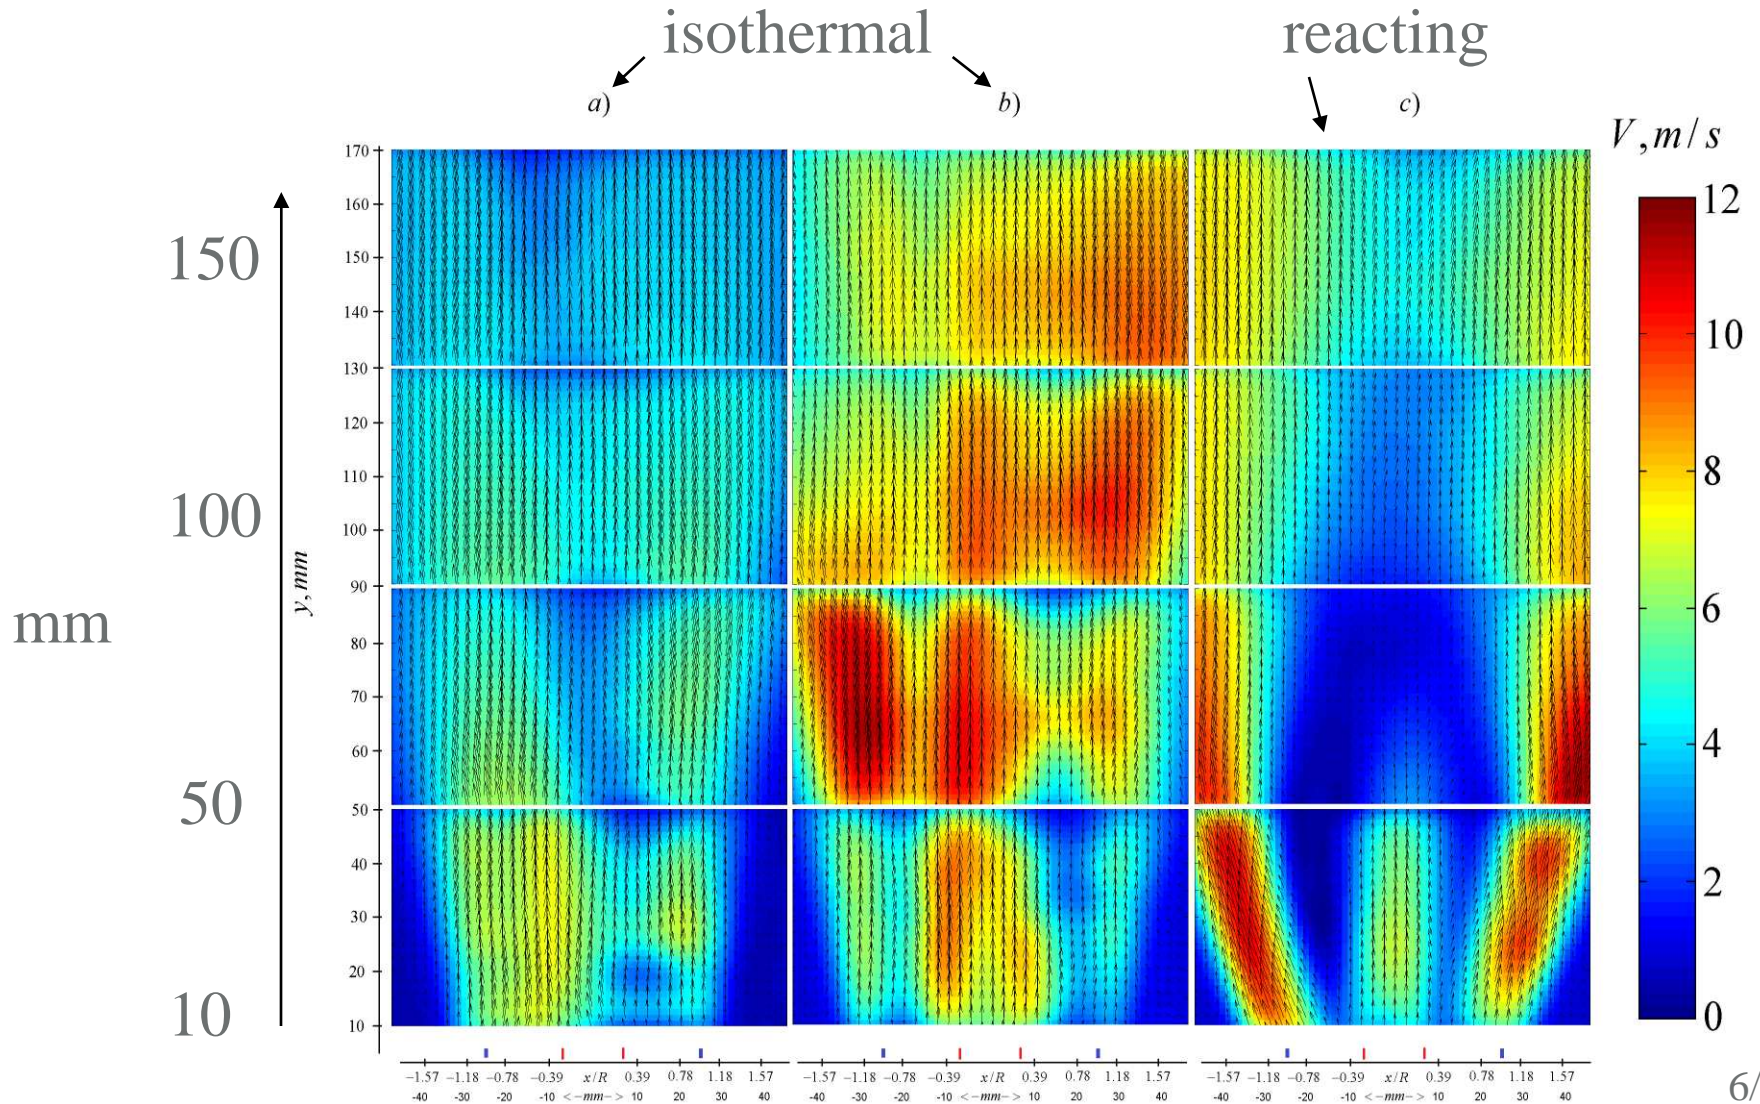 isothermal
reacting
a)
b)
c)
V,m/s
170
160
150
140
130
120
110
100
90
80
70
60
50
50
40
30
20
10
y,mm
150
100
mm
50
10
12
10
8
6
4
2
0
−1.57 −1.18 −0.78 −0.39 x/R 0.39 0.78 1.18 1.57
-40 -30 -20 -10 <−mm−> 10 20 30 40
−1.57 −1.18 −0.78 −0.39 x/R 0.39 0.78 1.18 1.57
-40 -30 -20 -10 <−mm−> 10 20 30 40
−1.57 −1.18 −0.78 −0.39 x/R 0.39 0.78 1.18 1.57
-40 -30 -20 -10 <−mm−> 10 20 30 40
6/